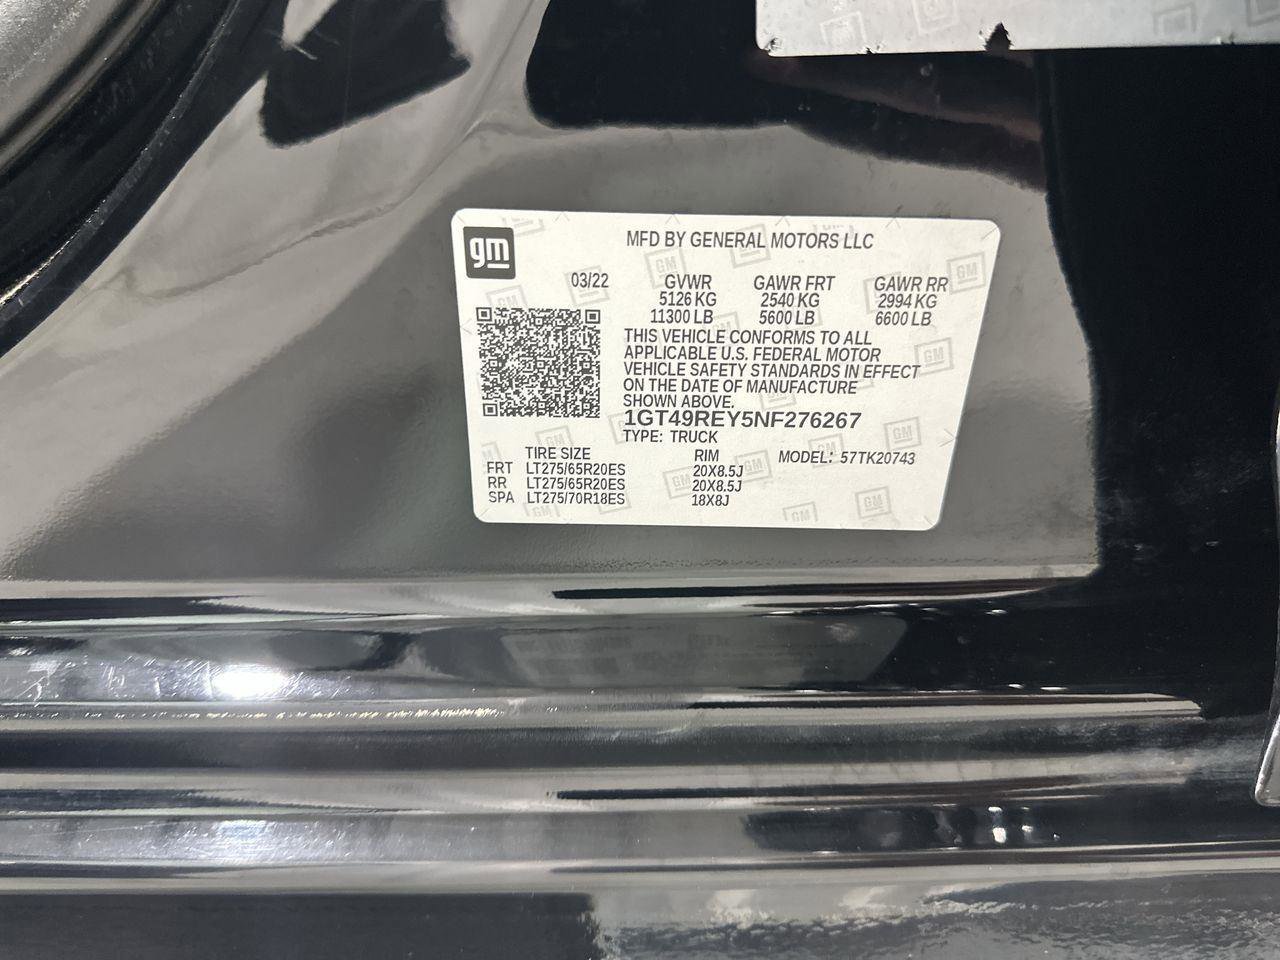 gm
MFD BY GENERAL MOTORS LLC
03/22 GVWR GAWR FRT GAWR RR
5126 KG 2540 KG 2994 KG
11300 LB 5600 LB 6600 LB
THIS VEHICLE CONFORMS TO ALL
APPLICABLE U.S. FEDERAL MOTOR
VEHICLE SAFETY STANDARDS IN EFFECT
ON THE DATE OF MANUFACTURE
SHOWN ABOVE.
1GT49REY5NF276267
TYPE: TRUCK
TIRE SIZE RIM MODEL: 57TK20743
FRT LT275/65R20ES 20X8.5J
RR LT275/65R20ES 20X8.5J
SPA LT275/70R18ES 18X8J